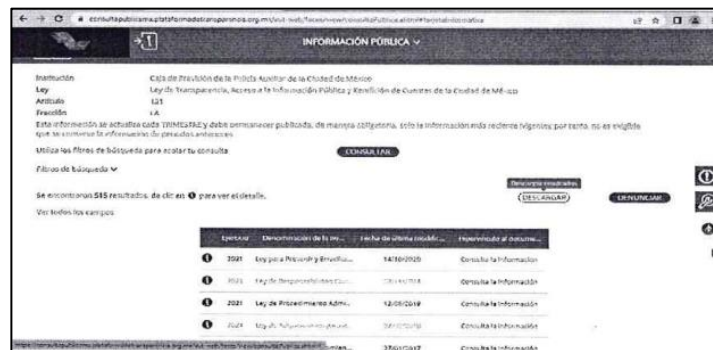 consultapublicamx.plataformadetransparencia.org.mx/vut-web/faces/view/consultaPublica.xhtml#tarjetaInformativa
INFORMACIÓN PÚBLICA
Institución Caja de Previsión de la Policía Auxiliar de la Ciudad de México
Ley Ley de Transparencia, Acceso a la Información Pública y Rendición de Cuentas de la Ciudad de México
Artículo 121
Fracción I A
Esta información se actualiza cada TRIMESTRE y debe permanecer publicada, de manera obligatoria, solo la información más reciente (vigente); por tanto, no es exigible
que se conserve la información de periodos anteriores
Utiliza los filtros de búsqueda para acotar tu consulta CONSULTAR
Filtros de búsqueda
Descarga resultados
Se encontraron 515 resultados, da clic en para ver el detalle. DESCARGAR DENUNCIAR
Ver todos los campos
Ejercicio Denominación de la no... Fecha de última modific... Hipervínculo al docume...
2021 Ley para Prevenir y Erradica... 14/10/2020 Consulta la información
2021 Consulta la información
2021 Ley de Procedimiento Admi... 12/06/2019 Consulta la información
2021 Consulta la información
27/01/2017 Consulta la información